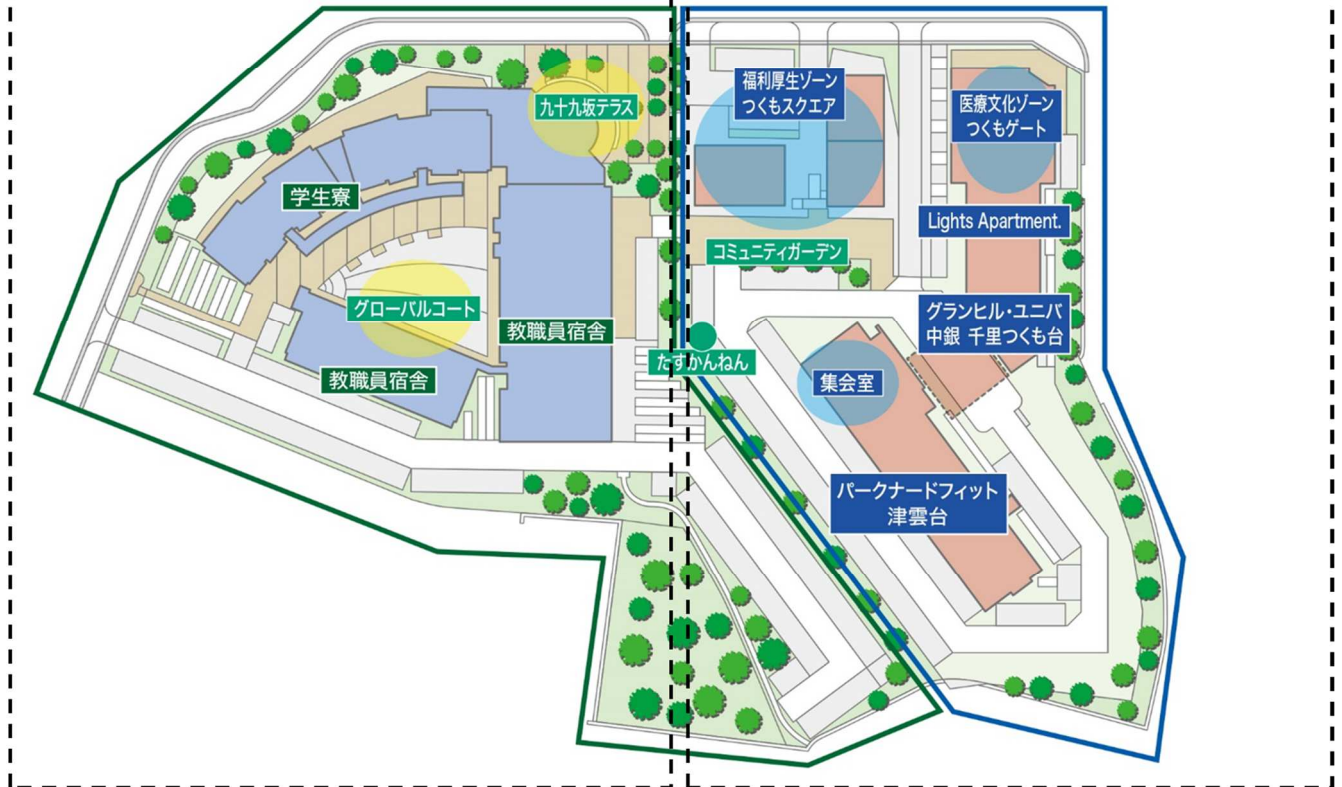 九十九坂テラス
福利厚生ゾーン
つくもスクエア
医療文化ゾーン
つくもゲート
学生寮
Lights Apartment.
コミュニティガーデン
グローバルコート
教職員宿舎
グランヒル・ユニバ
中銀 千里つくも台
たすかんねん
教職員宿舎
集会室
パークナードフィット
津雲台